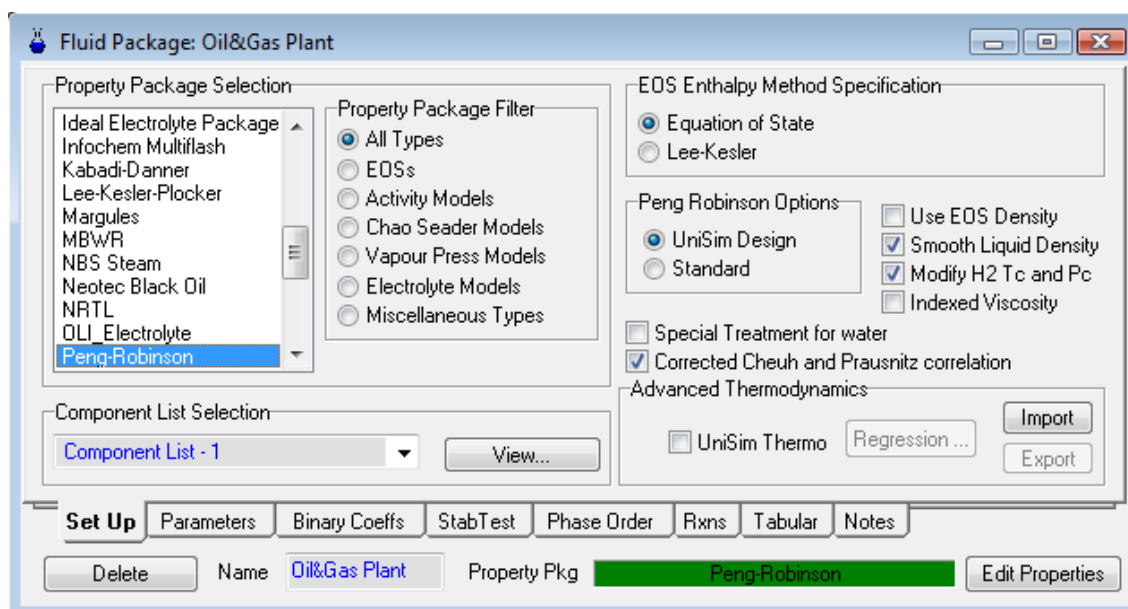 Fluid Package: Oil&Gas Plant
Property Package Selection
Ideal Electrolyte Package
Infochem Multiflash
Kabadi-Danner
Lee-Kesler-Plocker
Margules
MBWR
NBS Steam
Neotec Black Oil
NRTL
OLI_Electrolyte
Peng-Robinson
Property Package Filter
All Types
EOSs
Activity Models
Chao Seader Models
Vapour Press Models
Electrolyte Models
Miscellaneous Types
EOS Enthalpy Method Specification
Equation of State
Lee-Kesler
Peng Robinson Options
UniSim Design
Standard
Use EOS Density
Smooth Liquid Density
Modify H2 Tc and Pc
Indexed Viscosity
Special Treatment for water
Corrected Cheuh and Prausnitz correlation
Component List Selection
Component List - 1
View...
Advanced Thermodynamics
UniSim Thermo
Regression ...
Import
Export
Set Up Parameters Binary Coeffs StabTest Phase Order Rxns Tabular Notes
Delete Name Oil&Gas Plant Property Pkg Peng-Robinson Edit Properties